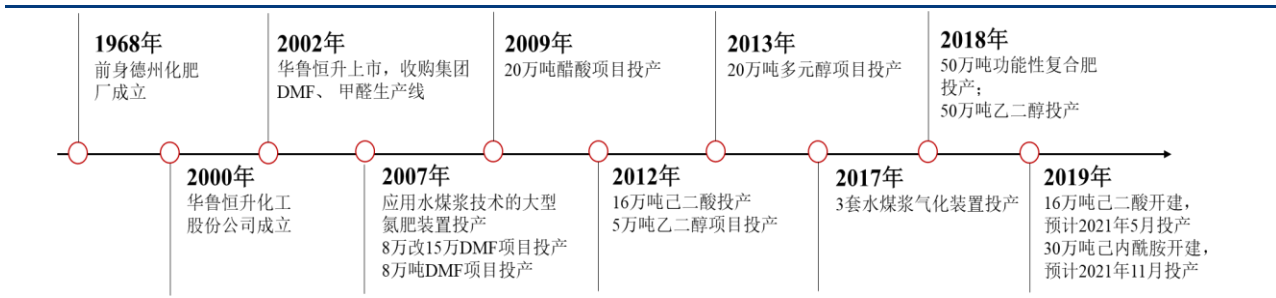 1968年
前身德州化肥
厂成立
2000年
华鲁恒升化工
股份公司成立
2002年
华鲁恒升上市，收购集团
DMF、 甲醛生产线
2007年
应用水煤浆技术的大型
氮肥装置投产
8万改15万DMF项目投产
8万吨DMF项目投产
2009年
20万吨醋酸项目投产
2012年
16万吨己二酸投产
5万吨乙二醇项目投产
2013年
20万吨多元醇项目投产
2017年
3套水煤浆气化装置投产
2018年
50万吨功能性复合肥
投产；
50万吨乙二醇投产
2019年
16万吨己二酸开建，
预计2021年5月投产
30万吨己内酰胺开建，
预计2021年11月投产